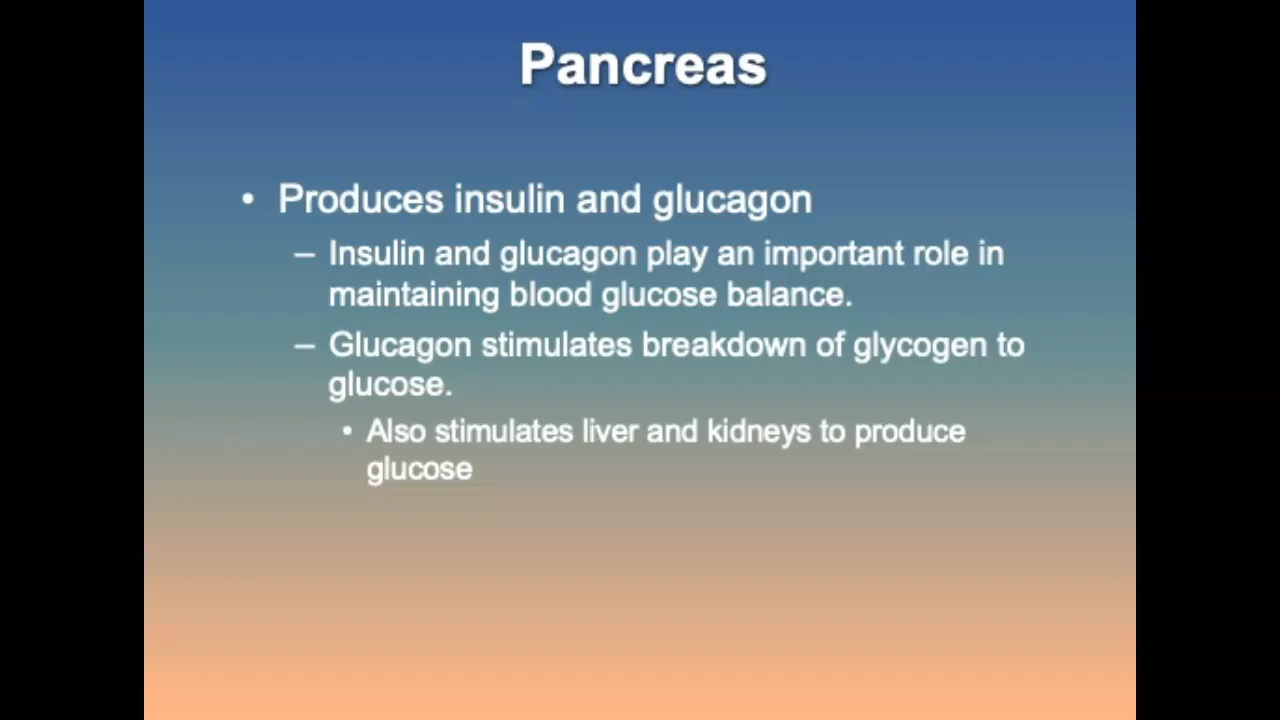 Pancreas
• Produces insulin and glucagon
– Insulin and glucagon play an important role in
maintaining blood glucose balance.
– Glucagon stimulates breakdown of glycogen to
glucose.
• Also stimulates liver and kidneys to produce
glucose